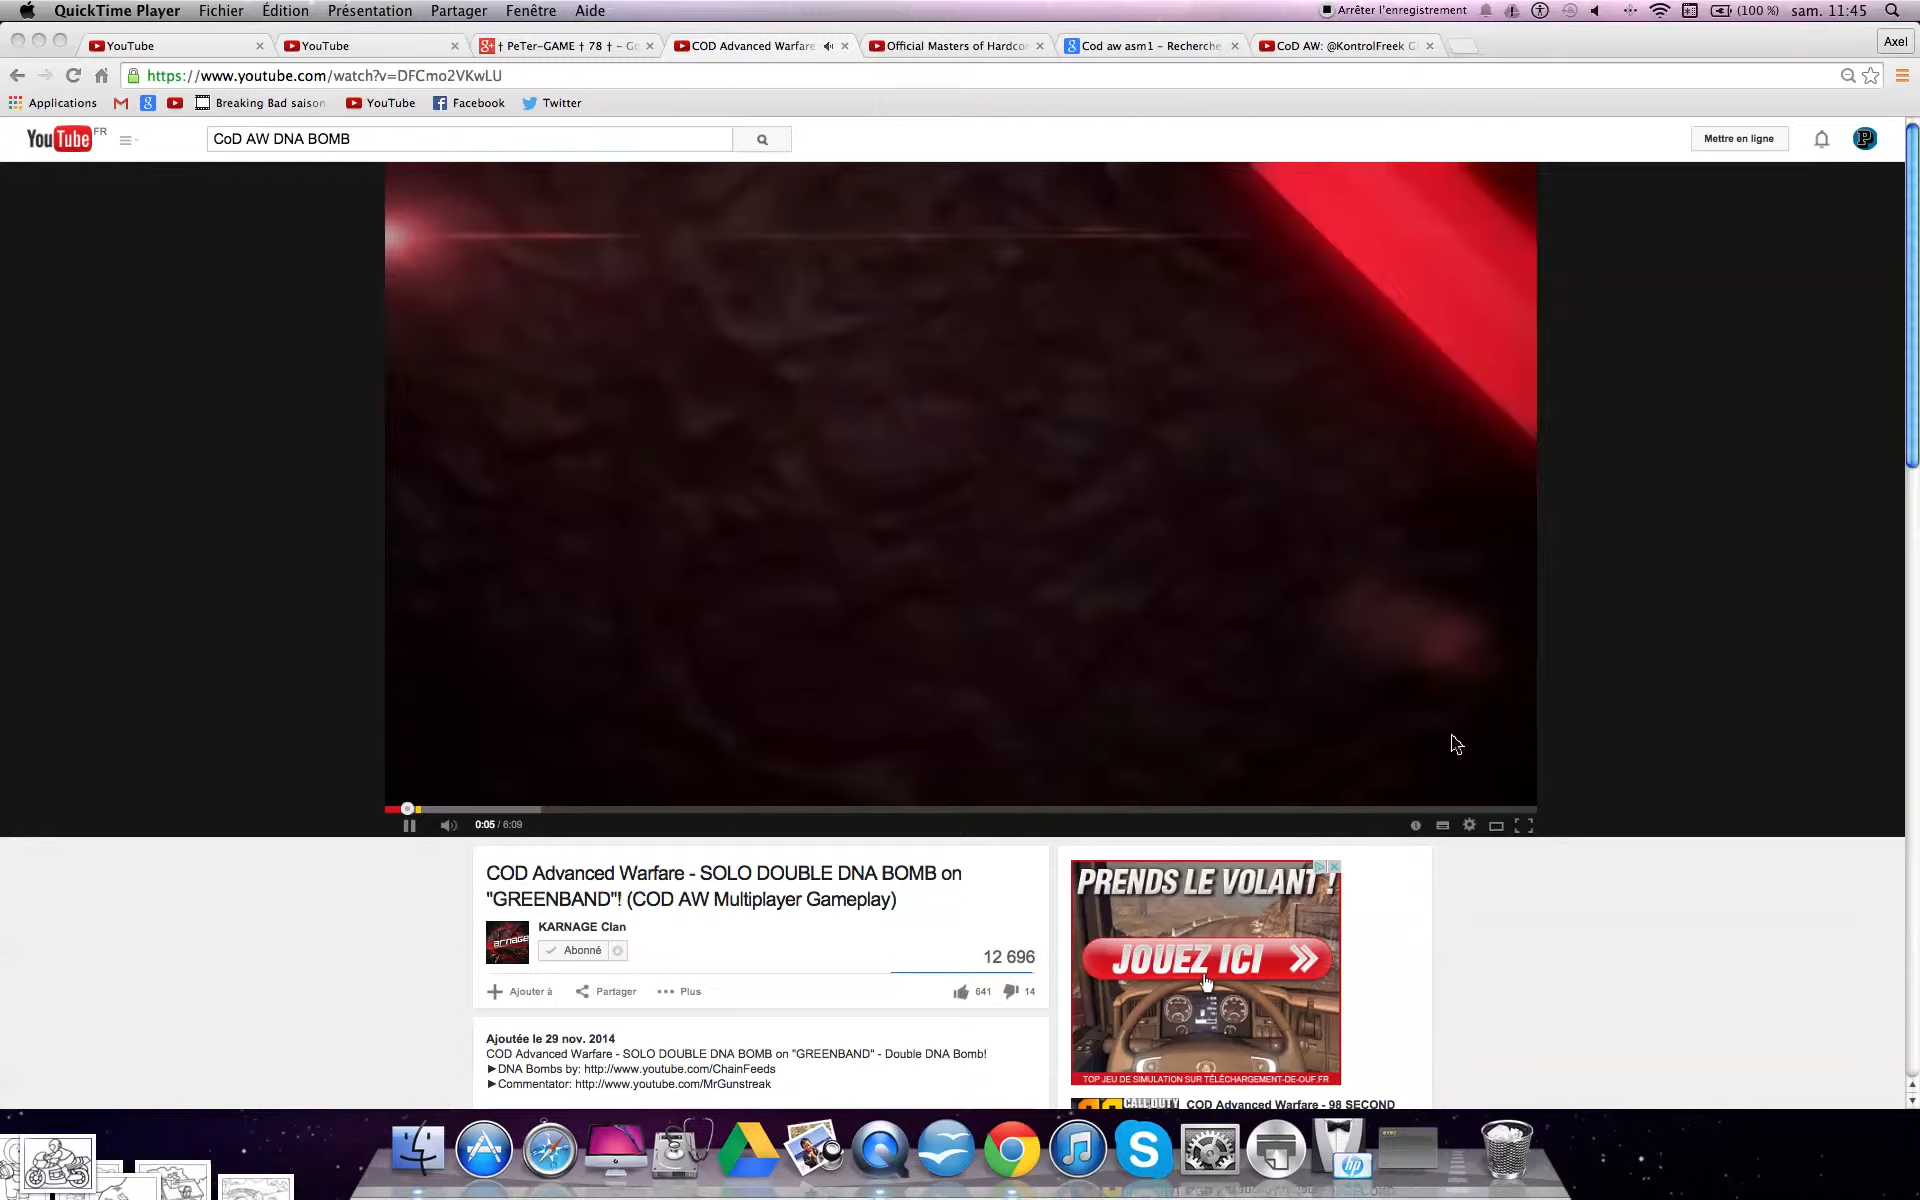 QuickTime Player Fichier Édition Présentation Partager Fenêtre Aide Arrêter l'enregistrement (100 %) sam. 11:45
YouTube YouTube † PeTer-GAME † 78 † – Go COD Advanced Warfare Official Masters of Hardco Cod aw asm1 – Recherche CoD AW: @KontrolFreek C Axel
https://www.youtube.com/watch?v=DFCmo2VKwLU
Applications Breaking Bad saison YouTube Facebook Twitter
YouTube FR CoD AW DNA BOMB Mettre en ligne
0:05 / 6:09
COD Advanced Warfare - SOLO DOUBLE DNA BOMB on
"GREENBAND"! (COD AW Multiplayer Gameplay)
KARNAGE Clan
Abonné
12 696
Ajouter à Partager Plus 641 14
Ajoutée le 29 nov. 2014
COD Advanced Warfare - SOLO DOUBLE DNA BOMB on "GREENBAND" - Double DNA Bomb!
►DNA Bombs by: http://www.youtube.com/ChainFeeds
►Commentator: http://www.youtube.com/MrGunstreak
PRENDS LE VOLANT !
JOUEZ ICI
TOP JEU DE SIMULATION SUR TÉLÉCHARGEMENT-DE-OUF.FR
COD Advanced Warfare - 98 SECOND